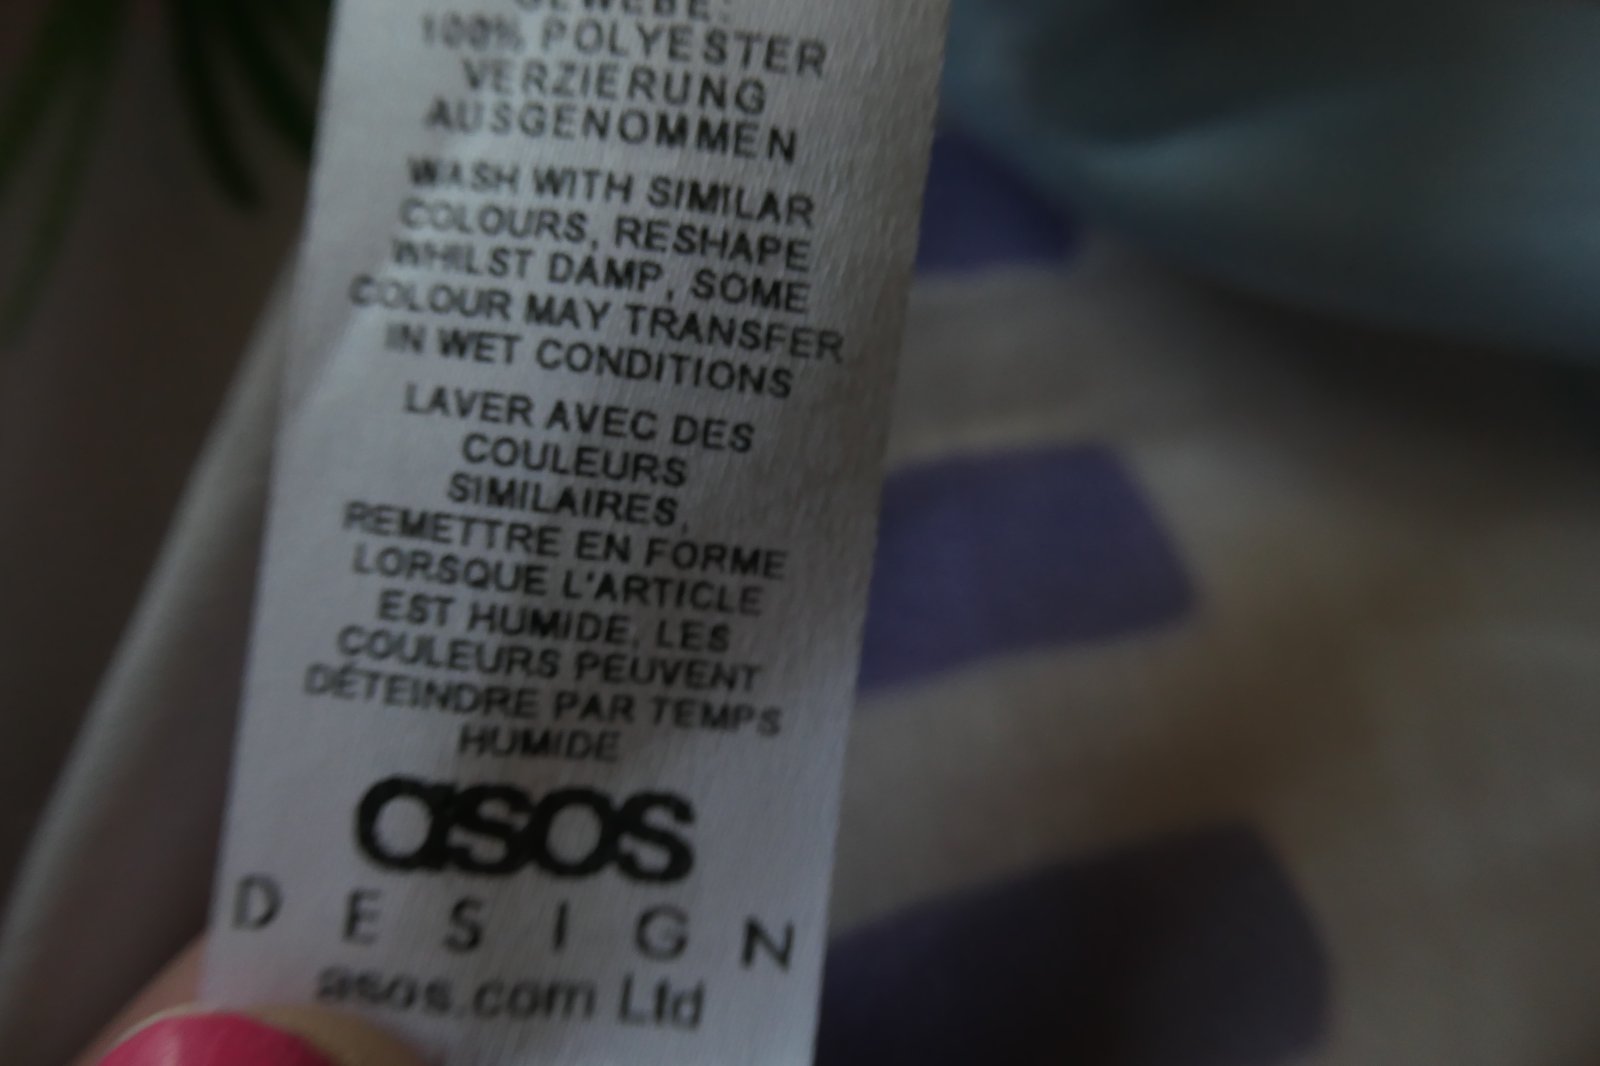 GEWEBE:
100% POLYESTER
VERZIERUNG
AUSGENOMMEN
WASH WITH SIMILAR
COLOURS, RESHAPE
WHILST DAMP, SOME
COLOUR MAY TRANSFER
IN WET CONDITIONS
LAVER AVEC DES
COULEURS
SIMILAIRES,
REMETTRE EN FORME
LORSQUE L'ARTICLE
EST HUMIDE, LES
COULEURS PEUVENT
DÉTEINDRE PAR TEMPS
HUMIDE
asos
DESIGN
asos.com Ltd